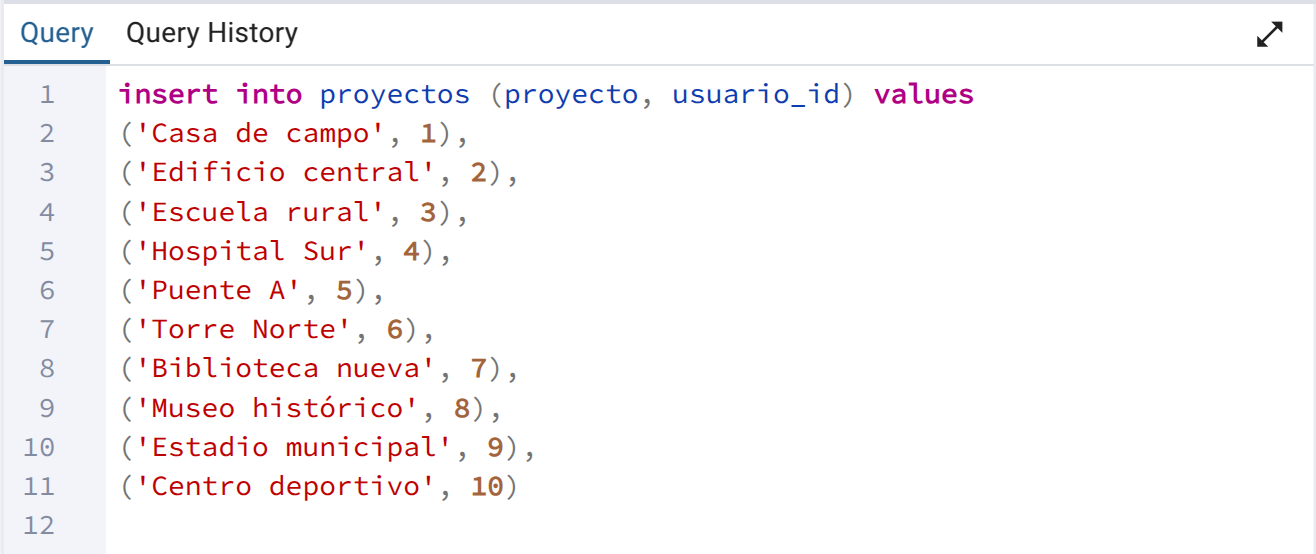 Query Query History
1 insert into proyectos (proyecto, usuario_id) values
2 ('Casa de campo', 1),
3 ('Edificio central', 2),
4 ('Escuela rural', 3),
5 ('Hospital Sur', 4),
6 ('Puente A', 5),
7 ('Torre Norte', 6),
8 ('Biblioteca nueva', 7),
9 ('Museo histórico', 8),
10 ('Estadio municipal', 9),
11 ('Centro deportivo', 10)
12